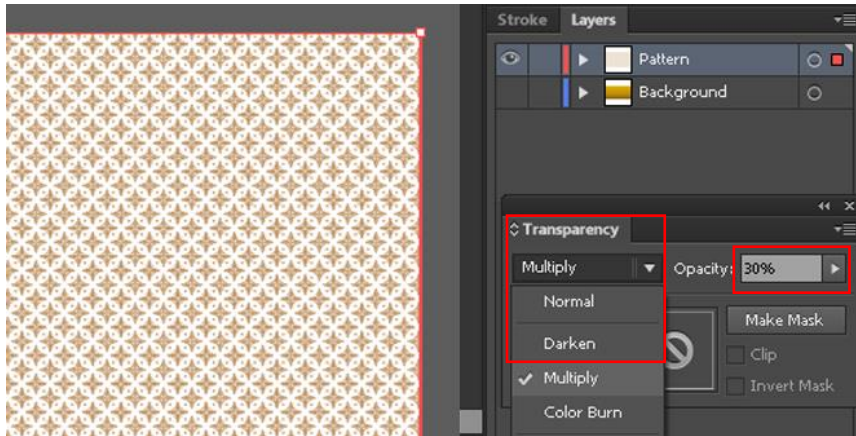 Stroke Layers
Pattern
Background
Transparency
Multiply Opacity: 30%
Normal
Make Mask
Darken
Clip
Multiply
Invert Mask
Color Burn